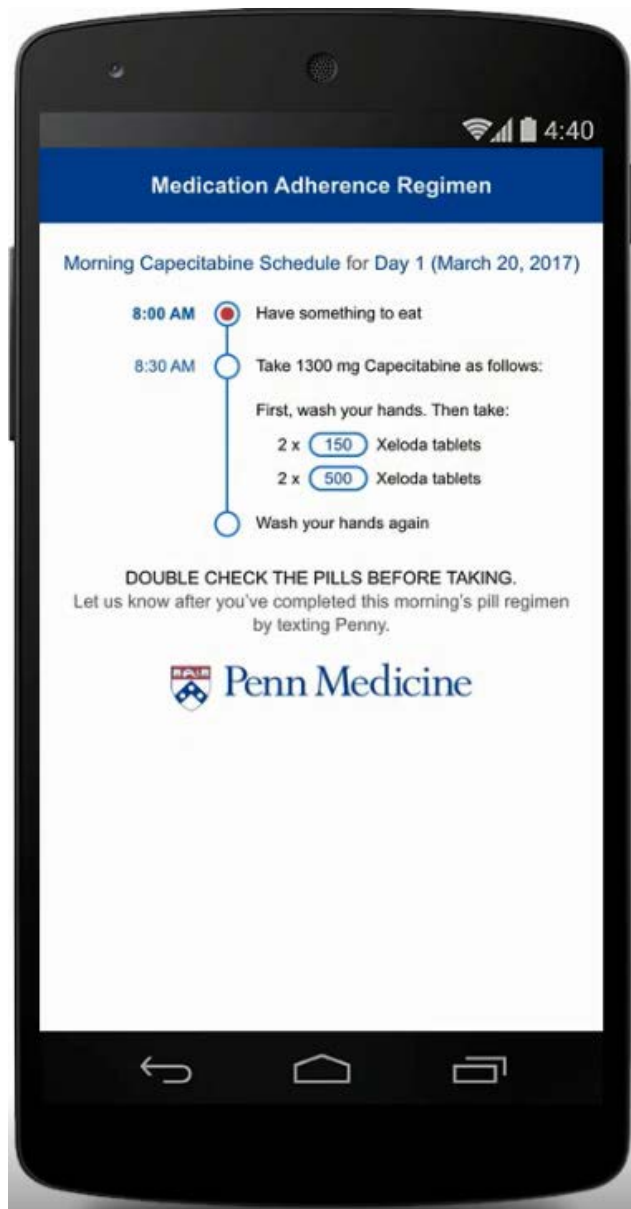 4:40
Medication Adherence Regimen
Morning Capecitabine Schedule for Day 1 (March 20, 2017)
8:00 AM Have something to eat
8:30 AM Take 1300 mg Capecitabine as follows:
First, wash your hands. Then take:
2 x 150 Xeloda tablets
2 x 500 Xeloda tablets
Wash your hands again
DOUBLE CHECK THE PILLS BEFORE TAKING.
Let us know after you've completed this morning's pill regimen
by texting Penny.
Penn Medicine